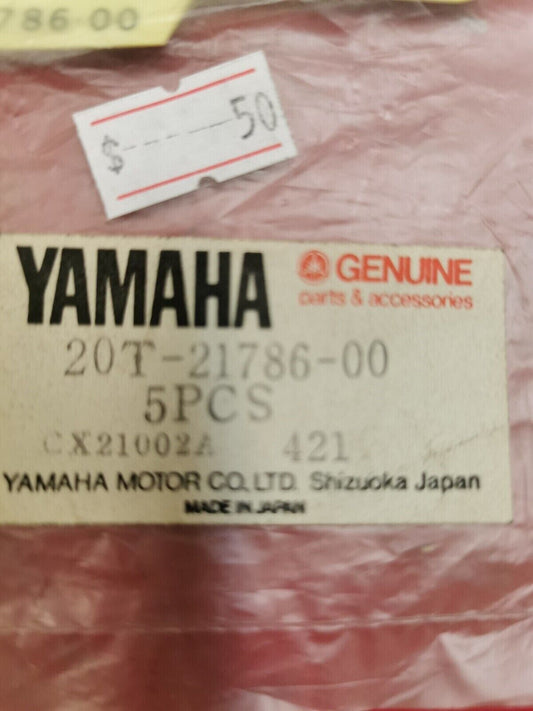 786-00
$-----50
YAMAHA
GENUINE
parts & accessories
20T-21786-00
5PCS
CX21002A 421
YAMAHA MOTOR CO., LTD. Shizuoka Japan
MADE IN JAPAN